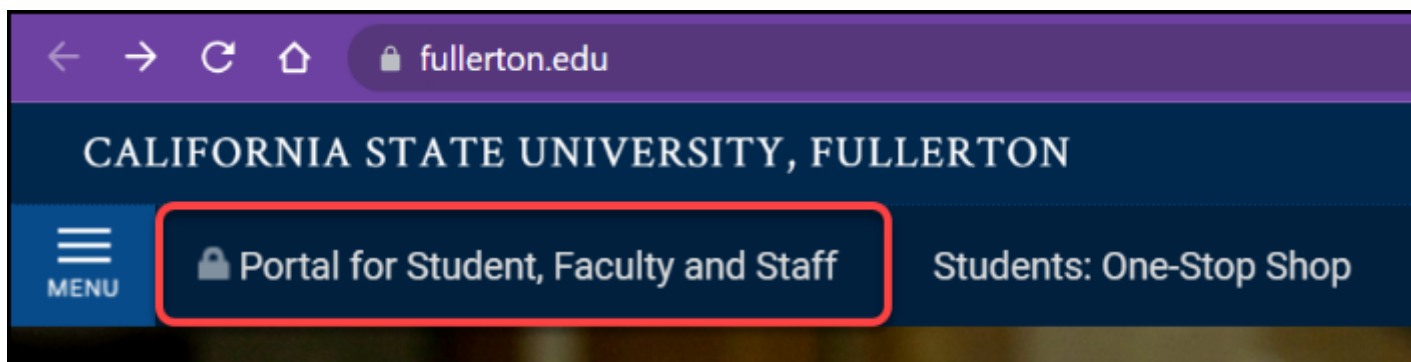 fullerton.edu
CALIFORNIA STATE UNIVERSITY, FULLERTON
MENU
Portal for Student, Faculty and Staff
Students: One-Stop Shop